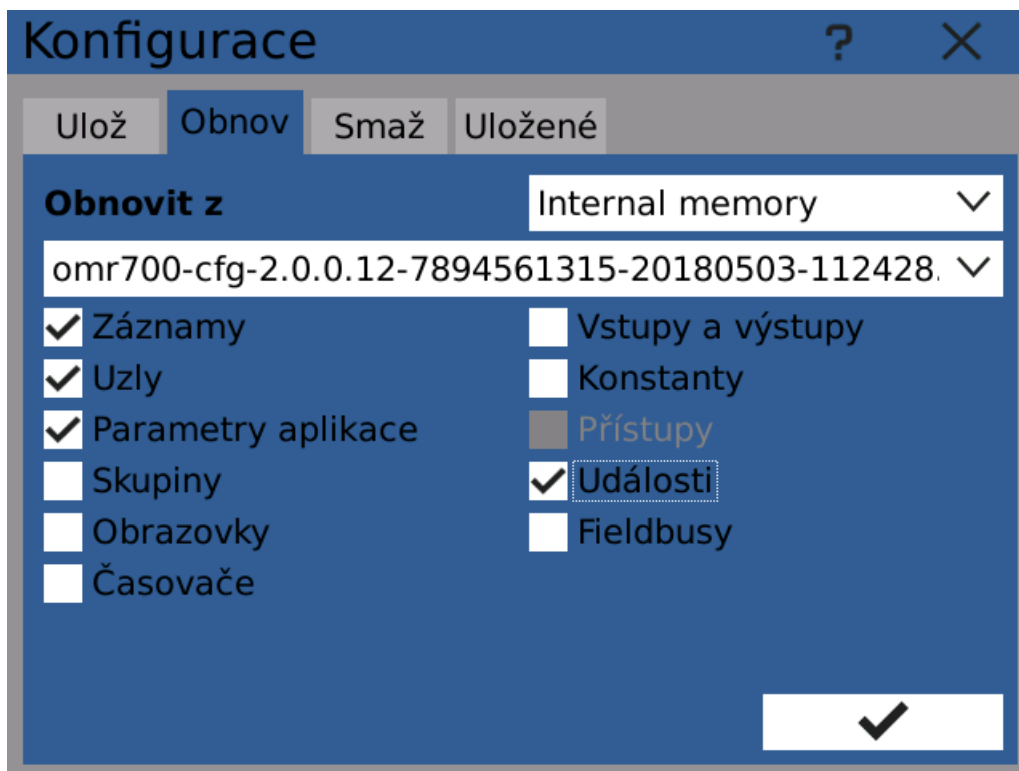 Konfigurace ?
Ulož Obnov Smaž Uložené
Obnovit z Internal memory
omr700-cfg-2.0.0.12-7894561315-20180503-112428.
Záznamy Vstupy a výstupy
Uzly Konstanty
Parametry aplikace Přístupy
Skupiny Události
Obrazovky Fieldbusy
Časovače